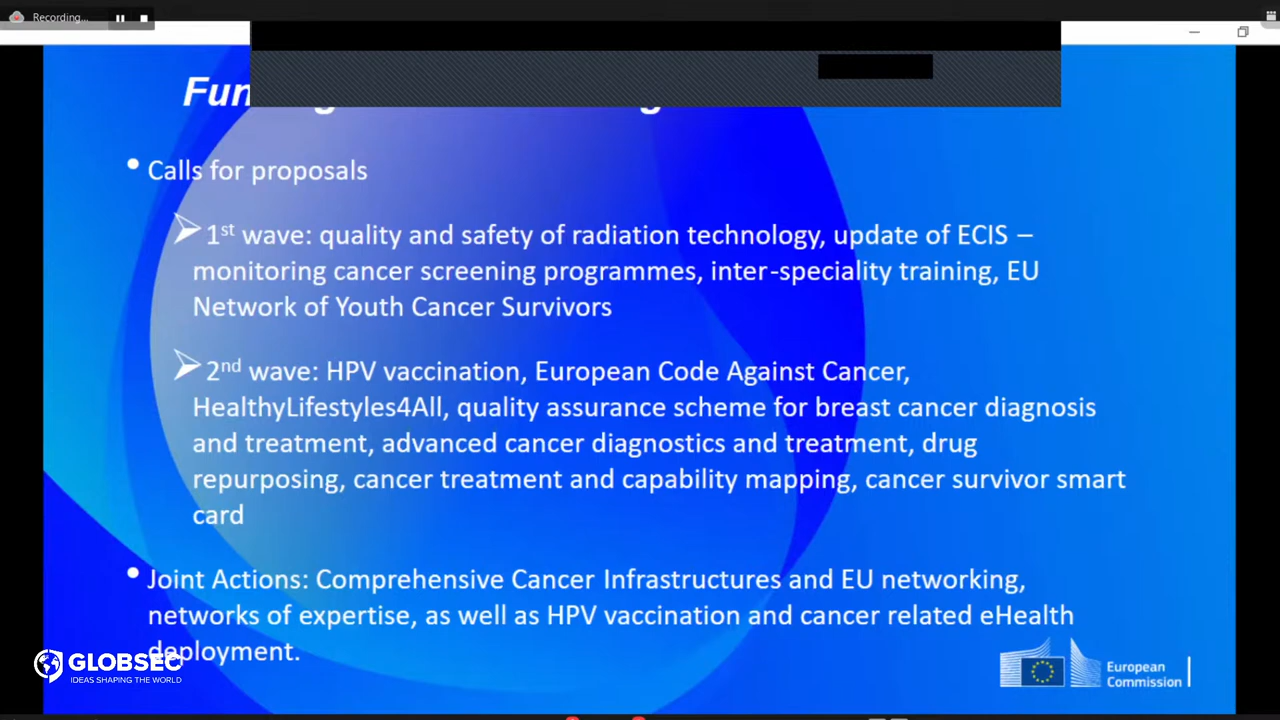 Recording...
Fun
• Calls for proposals
➢ 1st wave: quality and safety of radiation technology, update of ECIS –
monitoring cancer screening programmes, inter-speciality training, EU
Network of Youth Cancer Survivors
➢ 2nd wave: HPV vaccination, European Code Against Cancer,
HealthyLifestyles4All, quality assurance scheme for breast cancer diagnosis
and treatment, advanced cancer diagnostics and treatment, drug
repurposing, cancer treatment and capability mapping, cancer survivor smart
card
• Joint Actions: Comprehensive Cancer Infrastructures and EU networking,
networks of expertise, as well as HPV vaccination and cancer related eHealth
deployment.
GLOBSEC
IDEAS SHAPING THE WORLD
European
Commission